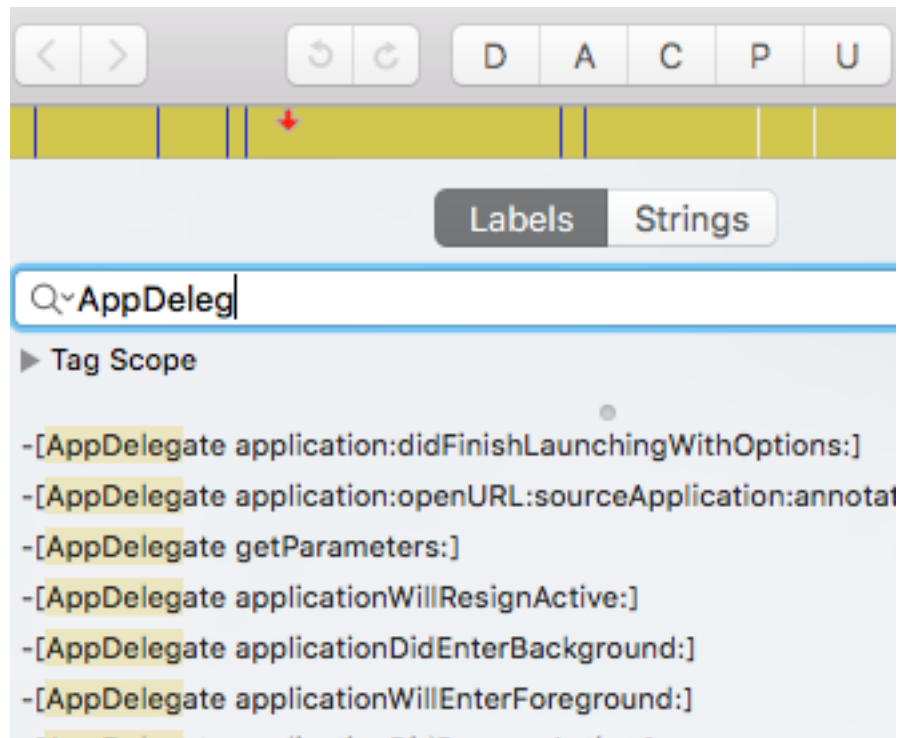 D A C P U
Labels Strings
AppDeleg
Tag Scope
-[AppDelegate application:didFinishLaunchingWithOptions:]
-[AppDelegate application:openURL:sourceApplication:annotat
-[AppDelegate getParameters:]
-[AppDelegate applicationWillResignActive:]
-[AppDelegate applicationDidEnterBackground:]
-[AppDelegate applicationWillEnterForeground:]